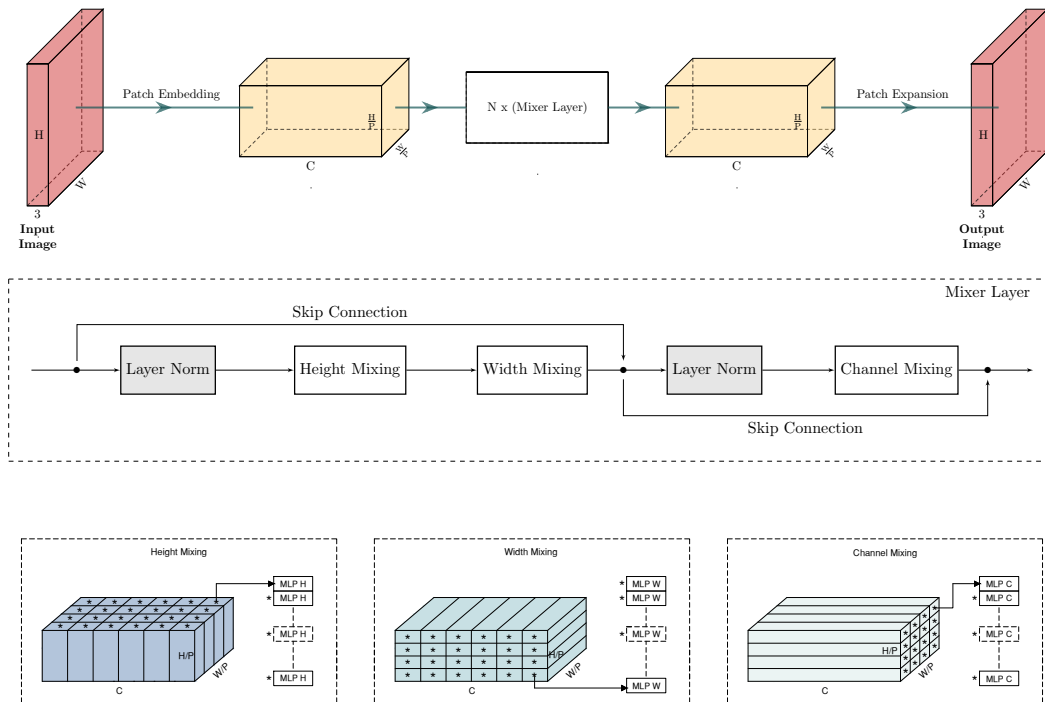 Patch Embedding
N x (Mixer Layer)
Patch Expansion
H
W
3
Input
Image
H/P
W/P
C
H/P
W/P
C
H
W
3
Output
Image
Mixer Layer
Skip Connection
Layer Norm
Height Mixing
Width Mixing
Layer Norm
Channel Mixing
Skip Connection
Height Mixing
MLP H
* MLP H
* MLP H
* MLP H
H/P
W/P
C
Width Mixing
* MLP W
* MLP W
* MLP W
MLP W
H/P
W/P
C
Channel Mixing
MLP C
* MLP C
* MLP C
* MLP C
H/P
W/P
C